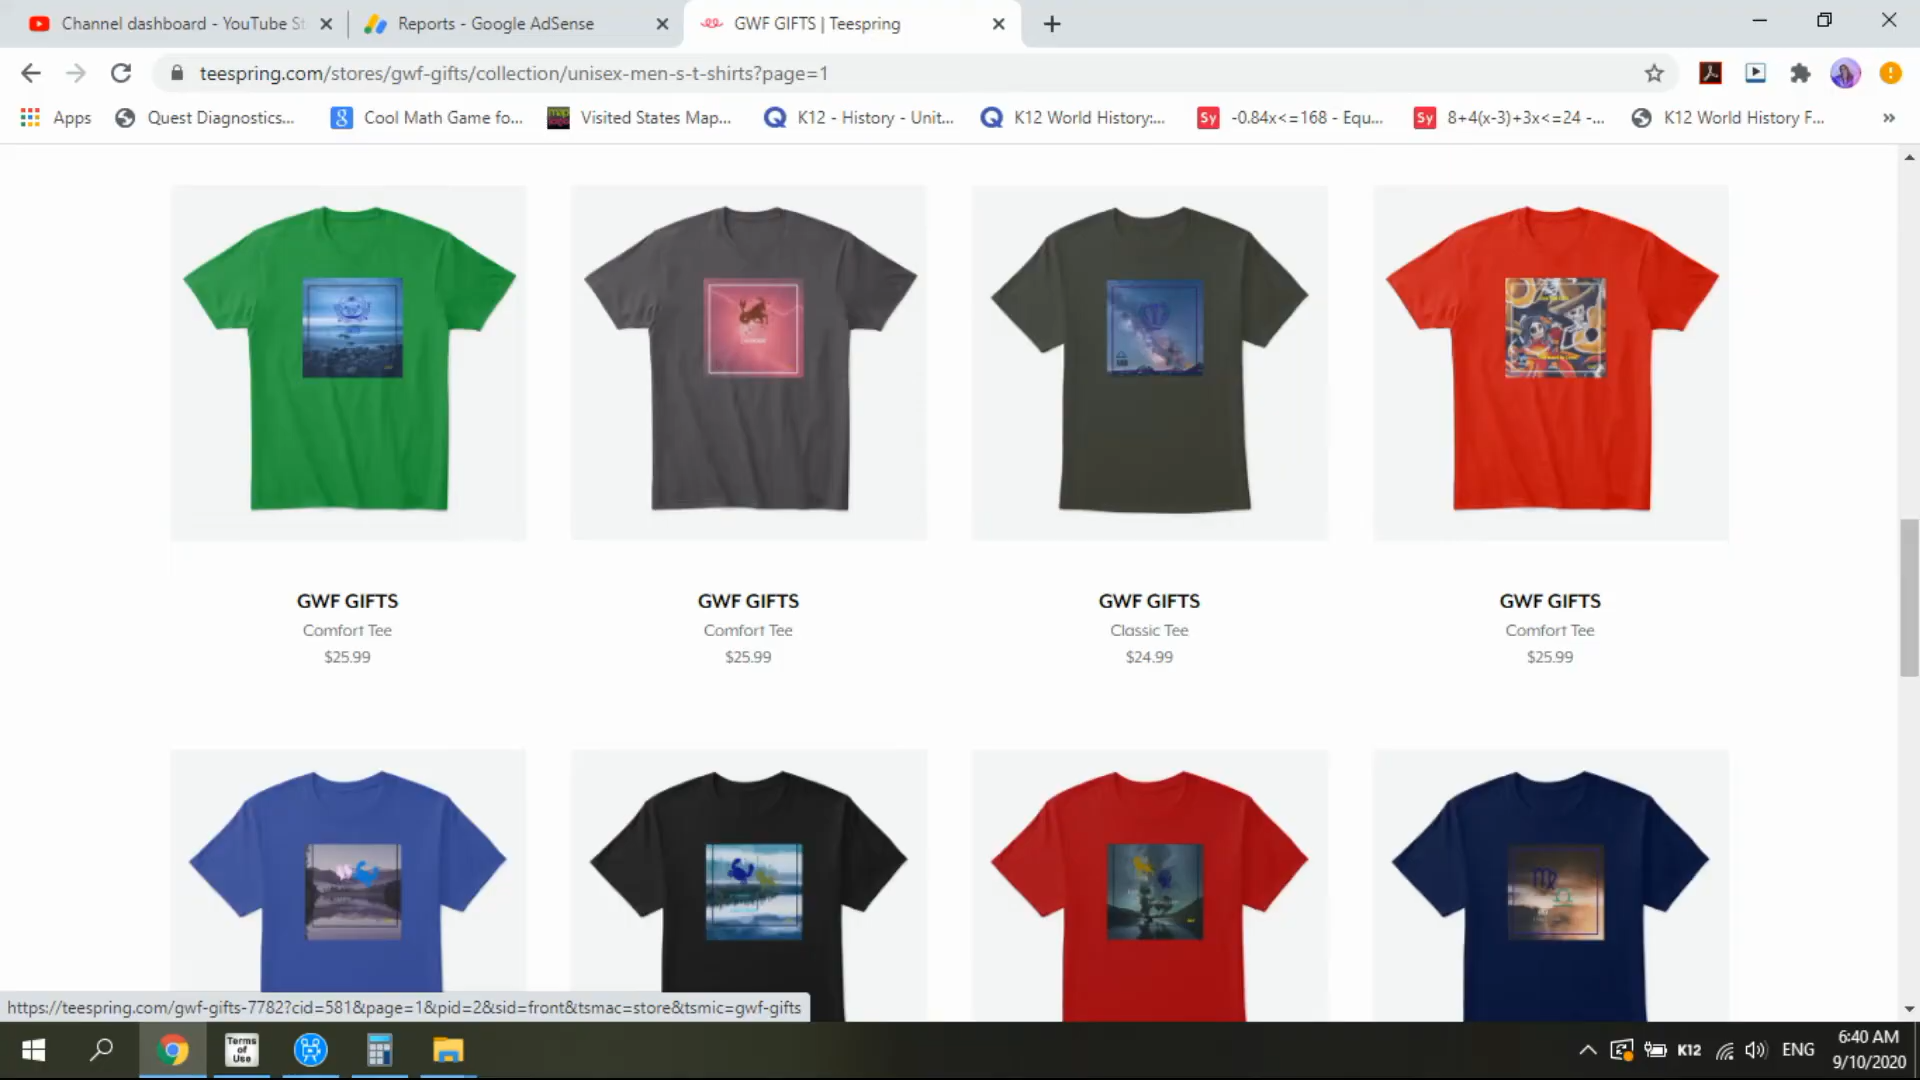 Channel dashboard - YouTube St
Reports - Google AdSense
GWF GIFTS | Teespring
teespring.com/stores/gwf-gifts/collection/unisex-men-s-t-shirts?page=1
Apps
Quest Diagnostics...
Cool Math Game fo...
Visited States Map...
K12 - History - Unit...
K12 World History:...
Sy
-0.84x<=168 - Equ...
Sy
8+4(x-3)+3x<=24 -...
K12 World History F...
»
GWF GIFTS
Comfort Tee
$25.99
GWF GIFTS
Comfort Tee
$25.99
GWF GIFTS
Classic Tee
$24.99
GWF GIFTS
Comfort Tee
$25.99
https://teespring.com/gwf-gifts-7782?cid=581&page=1&pid=2&sid=front&tsmac=store&tsmic=gwf-gifts
Terms
of
Use
K12
ENG
6:40 AM
9/10/2020